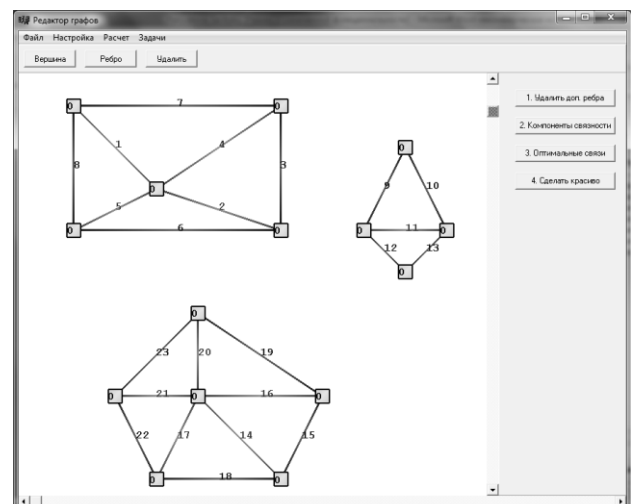 Редактор графов
Файл Настройка Расчет Задачи
Вершина Ребро Удалить
1. Удалить доп. ребра
2. Компоненты связности
3. Оптимальные связи
4. Сделать красиво
0 7 0
1 4
8 3
0
5 2
0 6 0
0
9 10
0 11 0
12 13
0
0
23 20 19
0 21 0 16 0
22 17 14 15
0 18 0